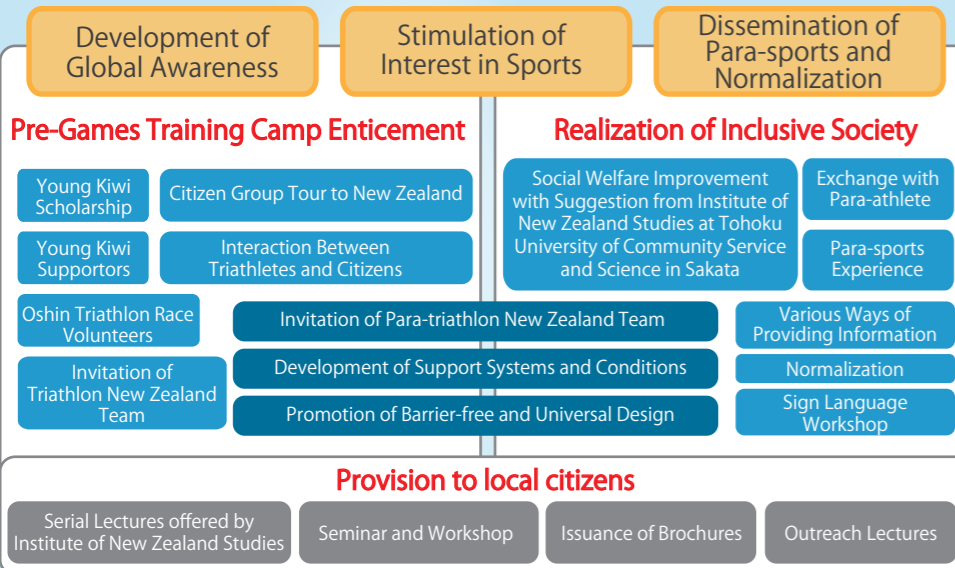 Development of
Global Awareness
Stimulation of
Interest in Sports
Dissemination of
Para-sports and
Normalization
Pre-Games Training Camp Enticement
Young Kiwi
Scholarship
Citizen Group Tour to New Zealand
Young Kiwi
Supportors
Interaction Between
Triathletes and Citizens
Oshin Triathlon Race
Volunteers
Invitation of
Triathlon New Zealand
Team
Invitation of Para-triathlon New Zealand Team
Development of Support Systems and Conditions
Promotion of Barrier-free and Universal Design
Realization of Inclusive Society
Social Welfare Improvement
with Suggestion from Institute of
New Zealand Studies at Tohoku
University of Community Service
and Science in Sakata
Exchange with
Para-athlete
Para-sports
Experience
Various Ways of
Providing Information
Normalization
Sign Language
Workshop
Provision to local citizens
Serial Lectures offered by
Institute of New Zealand Studies
Seminar and Workshop
Issuance of Brochures
Outreach Lectures